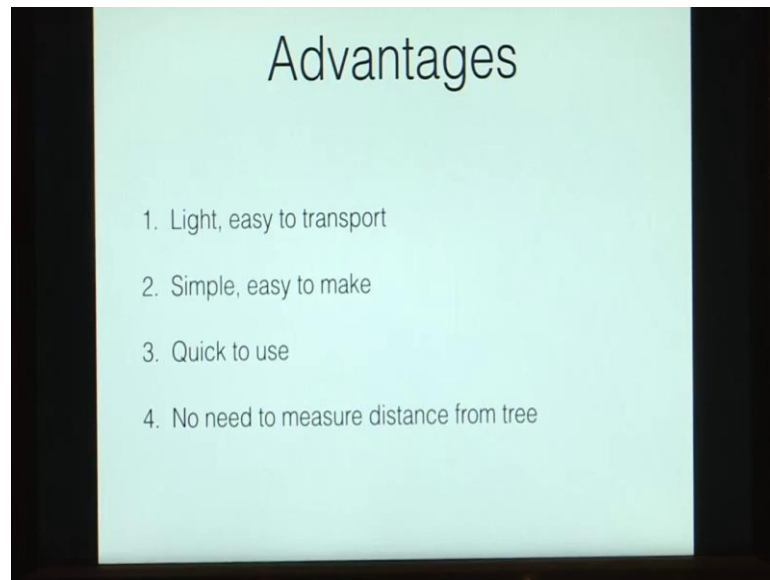 Advantages
1. Light, easy to transport
2. Simple, easy to make
3. Quick to use
4. No need to measure distance from tree